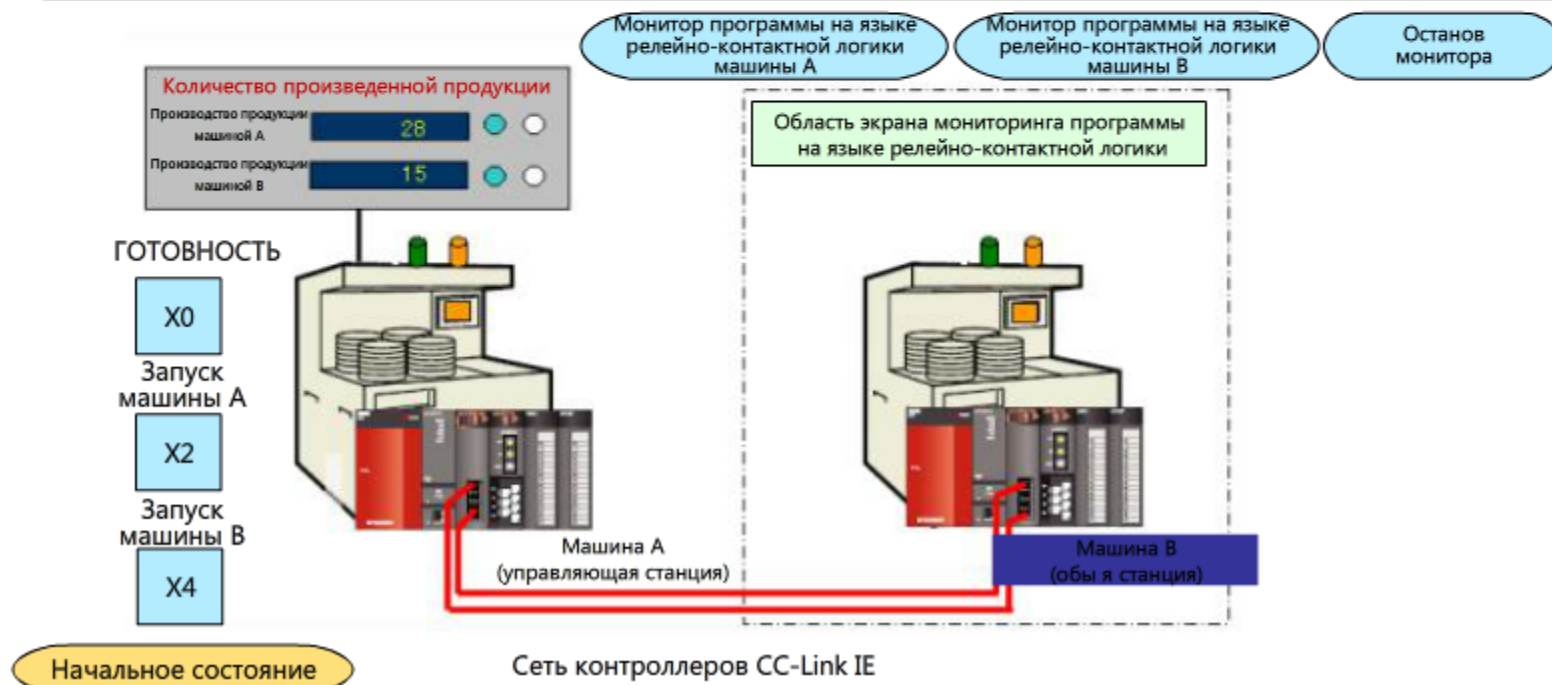 Монитор программы на языке
релейно-контактной логики
машины A
Монитор программы на языке
релейно-контактной логики
машины B
Останов
монитора
Количество произведенной продукции
Производство продукции
машиной A
28
Производство продукции
машиной B
15
Область экрана мониторинга программы
на языке релейно-контактной логики
ГОТОВНОСТЬ
X0
Запуск
машины A
X2
Запуск
машины B
X4
Машина A
(управляющая станция)
Машина B
(обы я станция)
Начальное состояние
Сеть контроллеров CC-Link IE